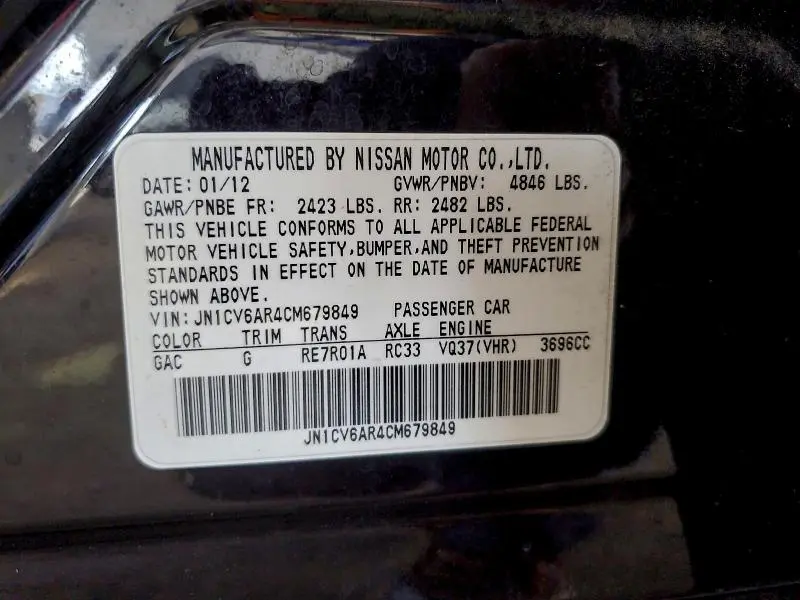 MANUFACTURED BY NISSAN MOTOR CO.,LTD.
DATE: 01/12 GVWR/PNBV: 4846 LBS.
GAWR/PNBE FR: 2423 LBS. RR: 2482 LBS.
THIS VEHICLE CONFORMS TO ALL APPLICABLE FEDERAL
MOTOR VEHICLE SAFETY,BUMPER,AND THEFT PREVENTION
STANDARDS IN EFFECT ON THE DATE OF MANUFACTURE
SHOWN ABOVE.
VIN: JN1CV6AR4CM679849 PASSENGER CAR
COLOR TRIM TRANS AXLE ENGINE
GAC G RE7R01A RC33 VQ37(VHR) 3696CC
JN1CV6AR4CM679849